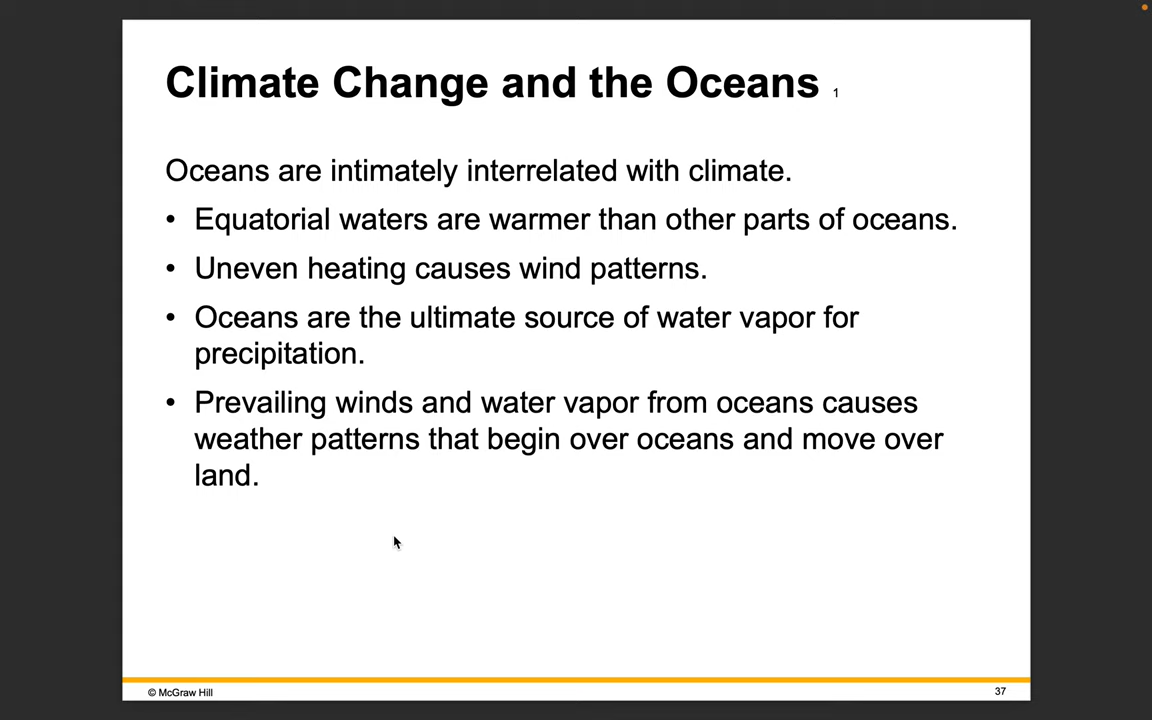 Climate Change and the Oceans 1
Oceans are intimately interrelated with climate.
• Equatorial waters are warmer than other parts of oceans.
• Uneven heating causes wind patterns.
• Oceans are the ultimate source of water vapor for
precipitation.
• Prevailing winds and water vapor from oceans causes
weather patterns that begin over oceans and move over
land.
© McGraw Hill
37